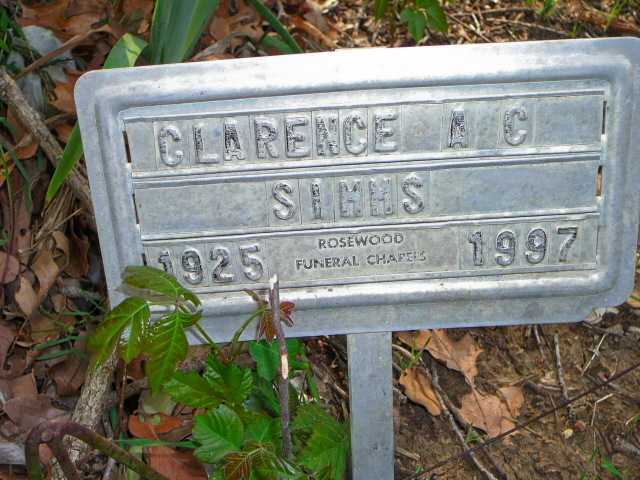 CLARENCE A C
SIMMS
1925 ROSEWOOD 1997
FUNERAL CHAPELS